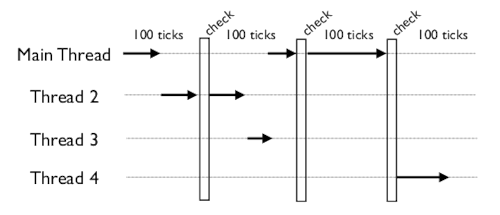 check check check
100 ticks 100 ticks 100 ticks 100 ticks
Main Thread
Thread 2
Thread 3
Thread 4